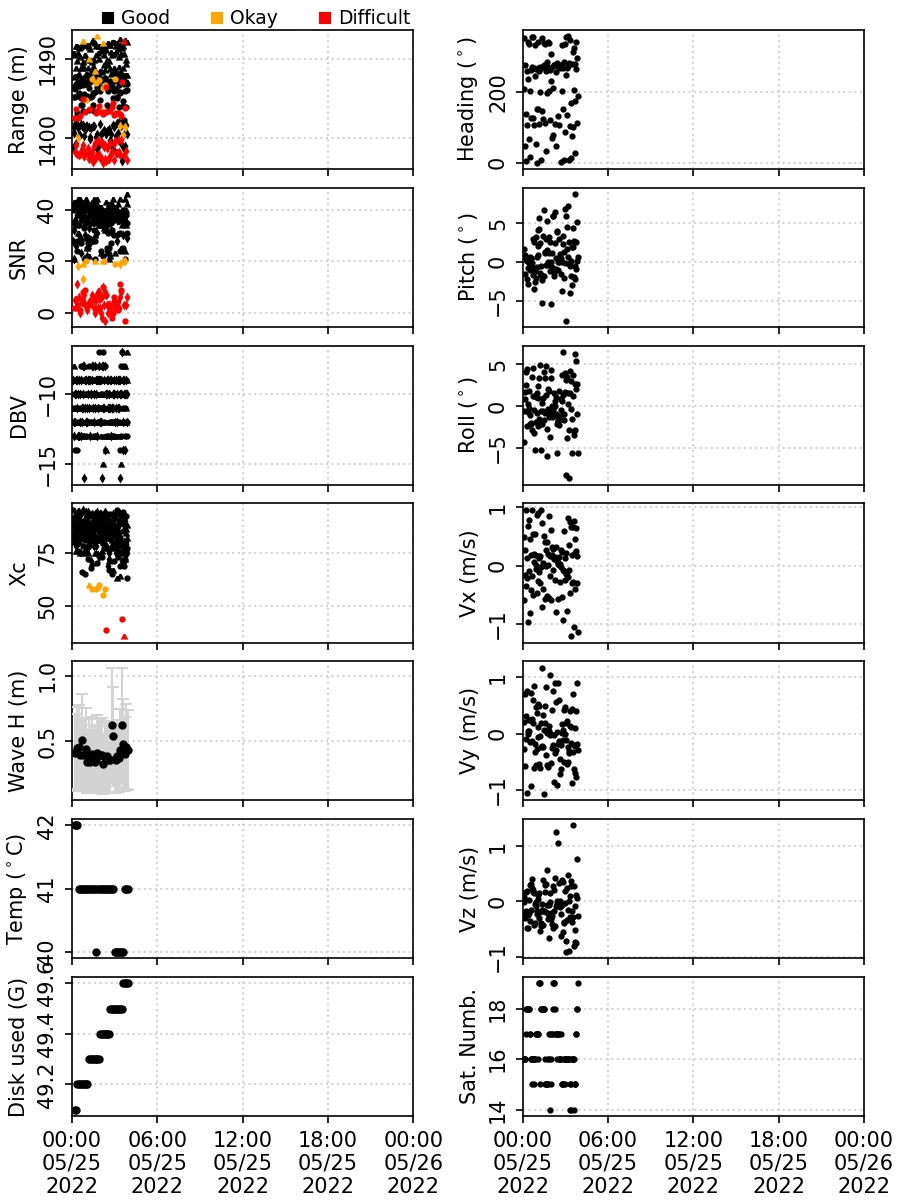 Good Okay Difficult
Range (m)
1490
1400
Heading (°)
200
0
SNR
40
20
0
Pitch (°)
5
0
−5
DBV
−10
−15
Roll (°)
5
0
−5
Xc
75
50
Vx (m/s)
1
0
−1
Wave H (m)
1.0
0.5
Vy (m/s)
1
0
−1
Temp (°C)
42
41
40
Vz (m/s)
1
0
−1
Disk used (G)
49.6
49.4
49.2
Sat. Numb.
18
16
14
00:00 06:00 12:00 18:00 00:00
05/25 05/25 05/25 05/25 05/26
2022 2022 2022 2022 2022
00:00 06:00 12:00 18:00 00:00
05/25 05/25 05/25 05/25 05/26
2022 2022 2022 2022 2022